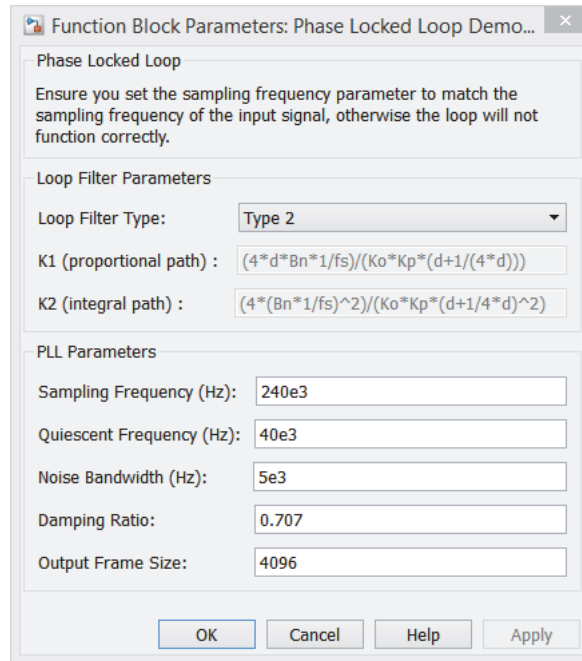 Function Block Parameters: Phase Locked Loop Demo...
Phase Locked Loop
Ensure you set the sampling frequency parameter to match the
sampling frequency of the input signal, otherwise the loop will not
function correctly.
Loop Filter Parameters
Loop Filter Type: Type 2
K1 (proportional path) : (4*d*Bn*1/fs)/(Ko*Kp*(d+1/(4*d)))
K2 (integral path) : (4*(Bn*1/fs)^2)/(Ko*Kp*(d+1/4*d)^2)
PLL Parameters
Sampling Frequency (Hz): 240e3
Quiescent Frequency (Hz): 40e3
Noise Bandwidth (Hz): 5e3
Damping Ratio: 0.707
Output Frame Size: 4096
OK Cancel Help Apply